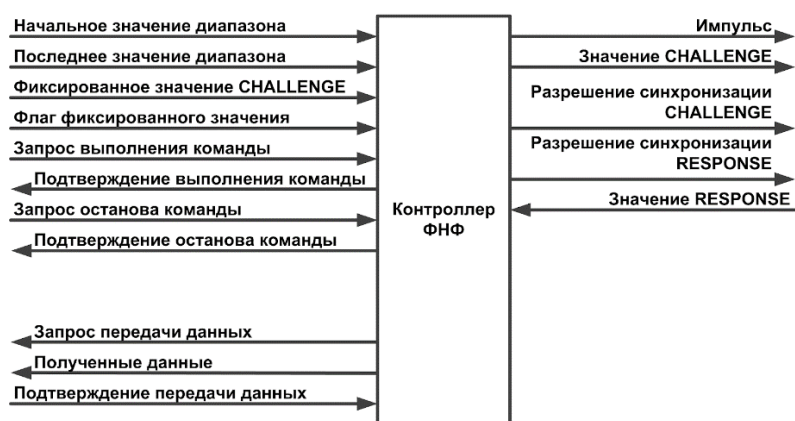 Начальное значение диапазона
Последнее значение диапазона
Фиксированное значение CHALLENGE
Флаг фиксированного значения
Запрос выполнения команды
Подтверждение выполнения команды
Запрос останова команды
Подтверждение останова команды
Запрос передачи данных
Полученные данные
Подтверждение передачи данных
Контроллер
ФНФ
Импульс
Значение CHALLENGE
Разрешение синхронизации
CHALLENGE
Разрешение синхронизации
RESPONSE
Значение RESPONSE